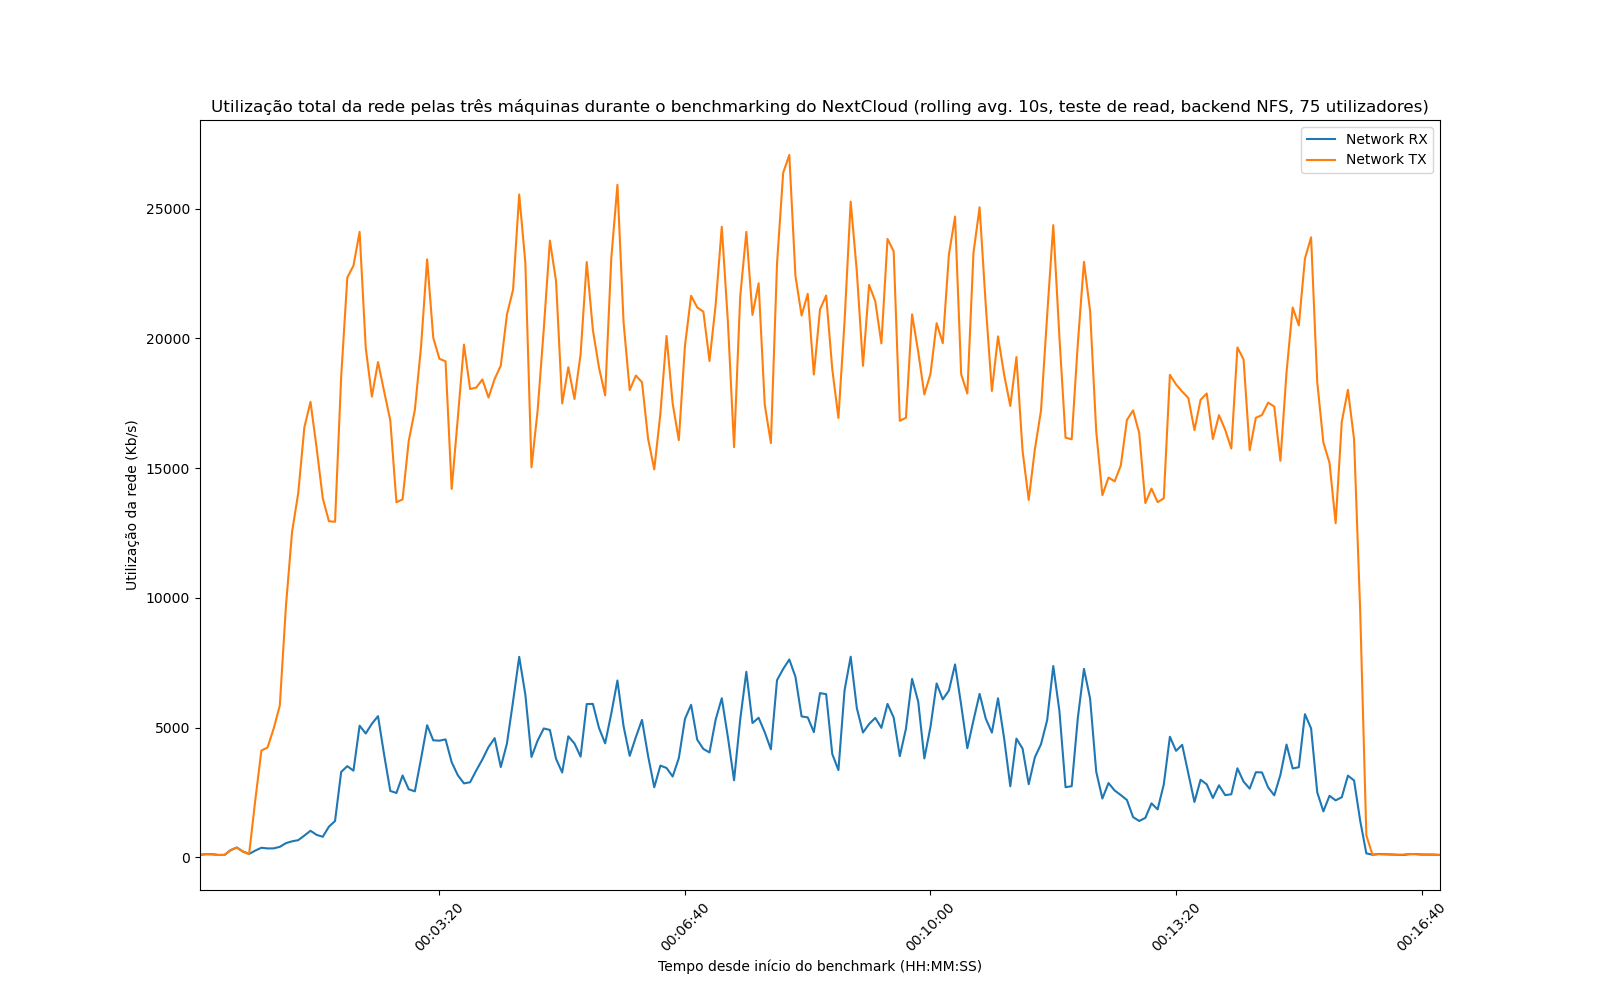 Utilização total da rede pelas três máquinas durante o benchmarking do NextCloud (rolling avg. 10s, teste de read, backend NFS, 75 utilizadores)
Network RX
Network TX
25000
20000
15000
10000
5000
0
Utilização da rede (Kb/s)
00:03:20
00:06:40
00:10:00
00:13:20
00:16:40
Tempo desde início do benchmark (HH:MM:SS)